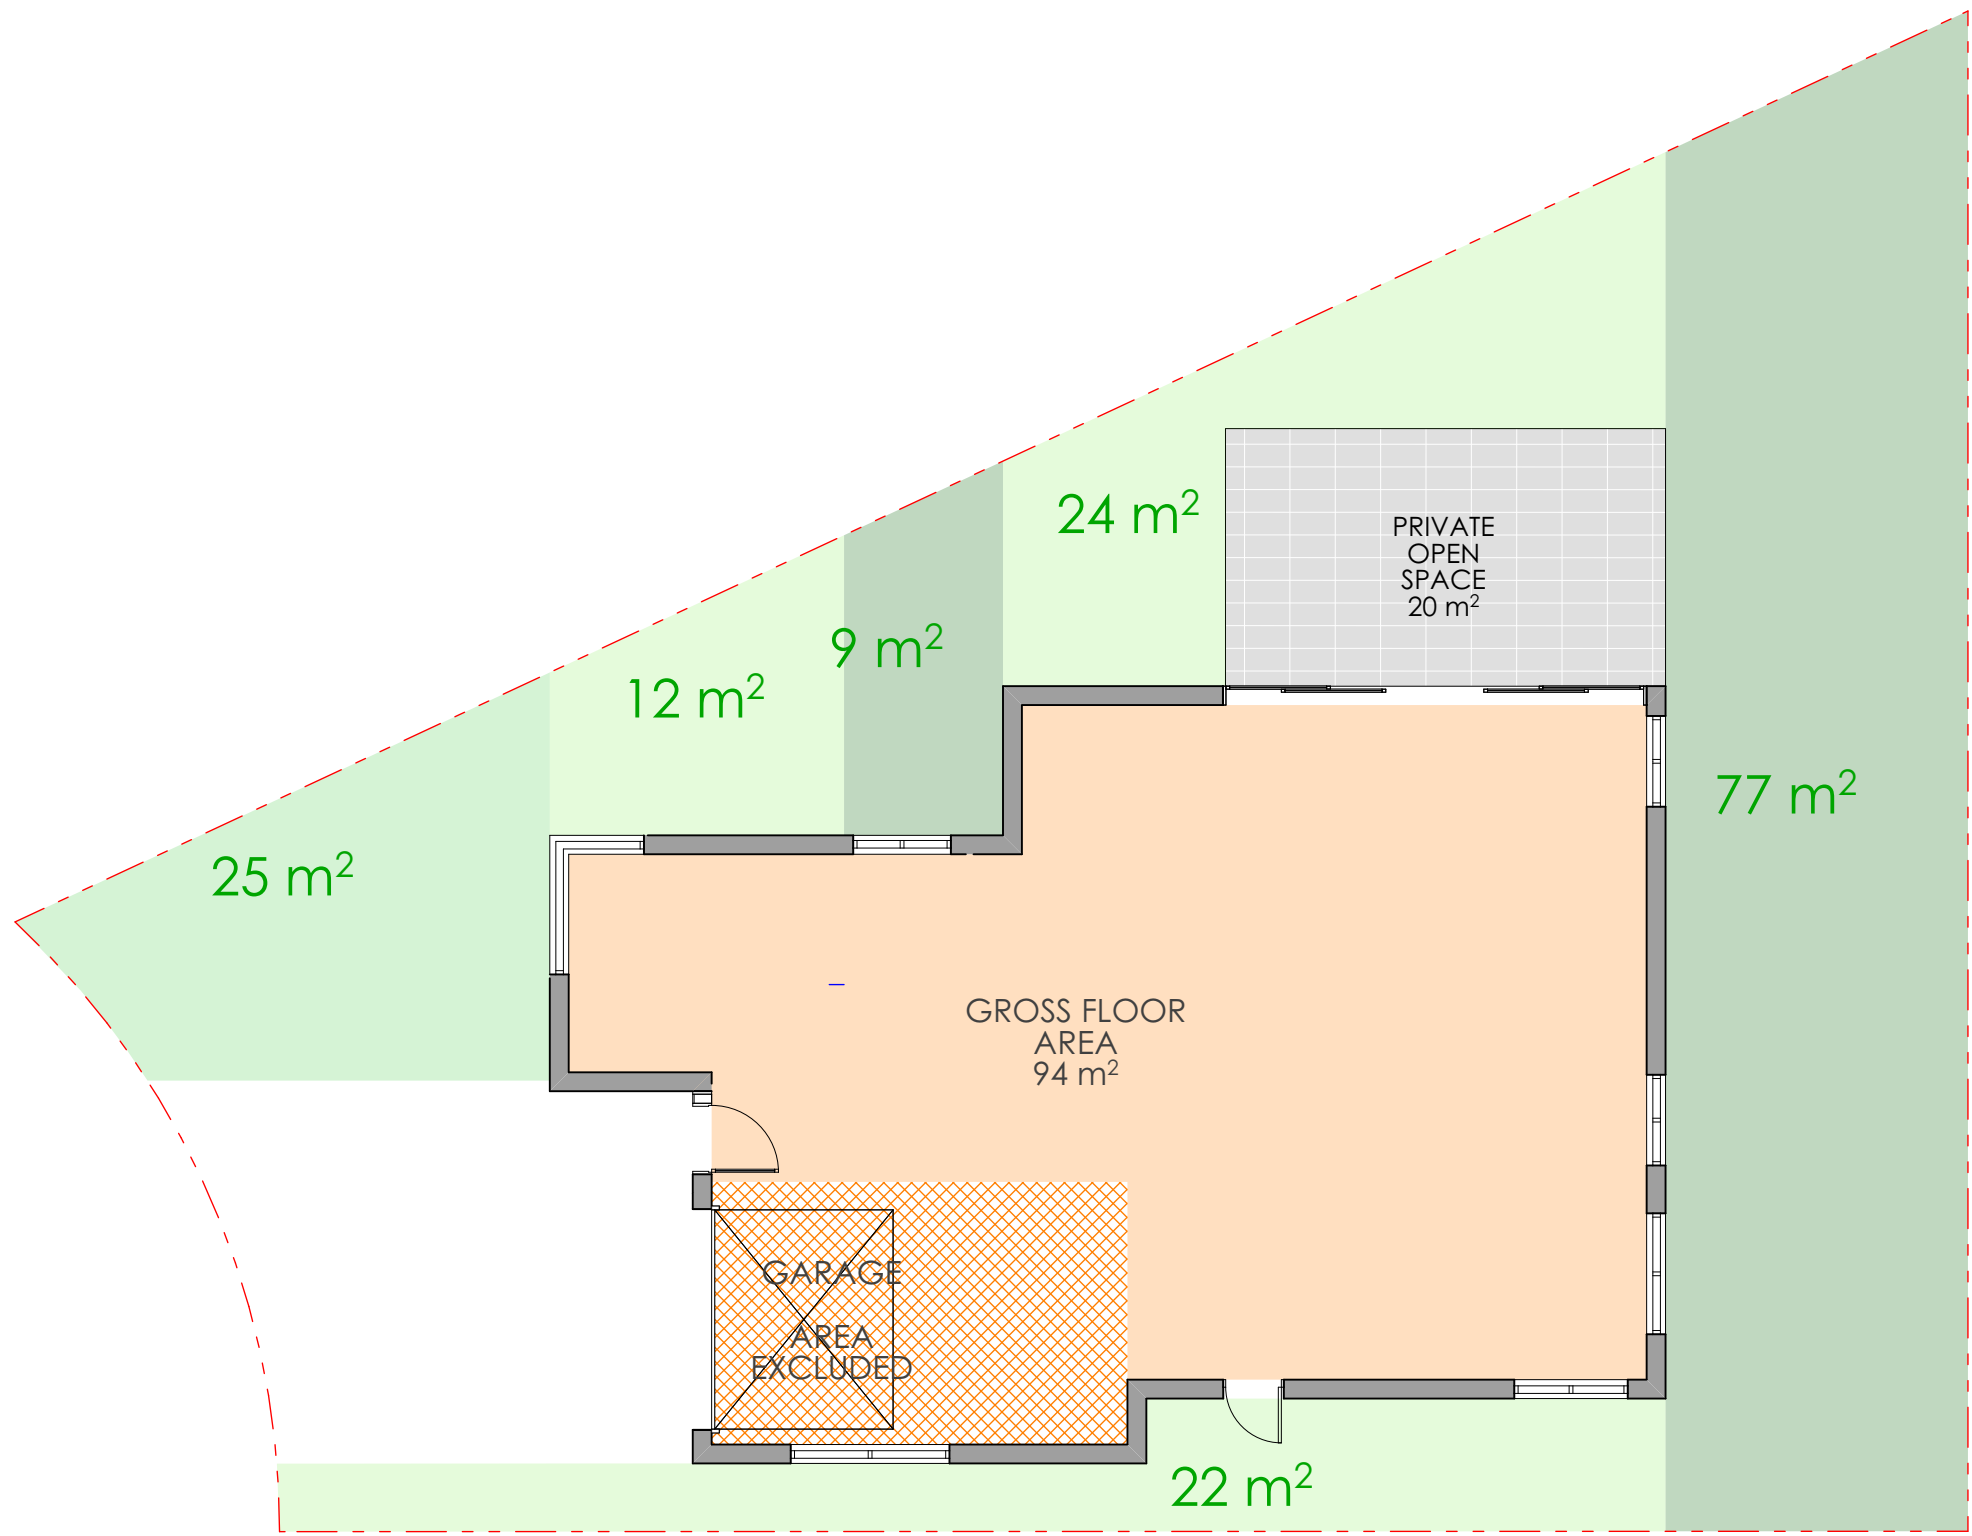 24 m²
PRIVATE
OPEN
SPACE
20 m²
9 m²
12 m²
77 m²
25 m²
GROSS FLOOR
AREA
94 m²
GARAGE
AREA
EXCLUDED
22 m²